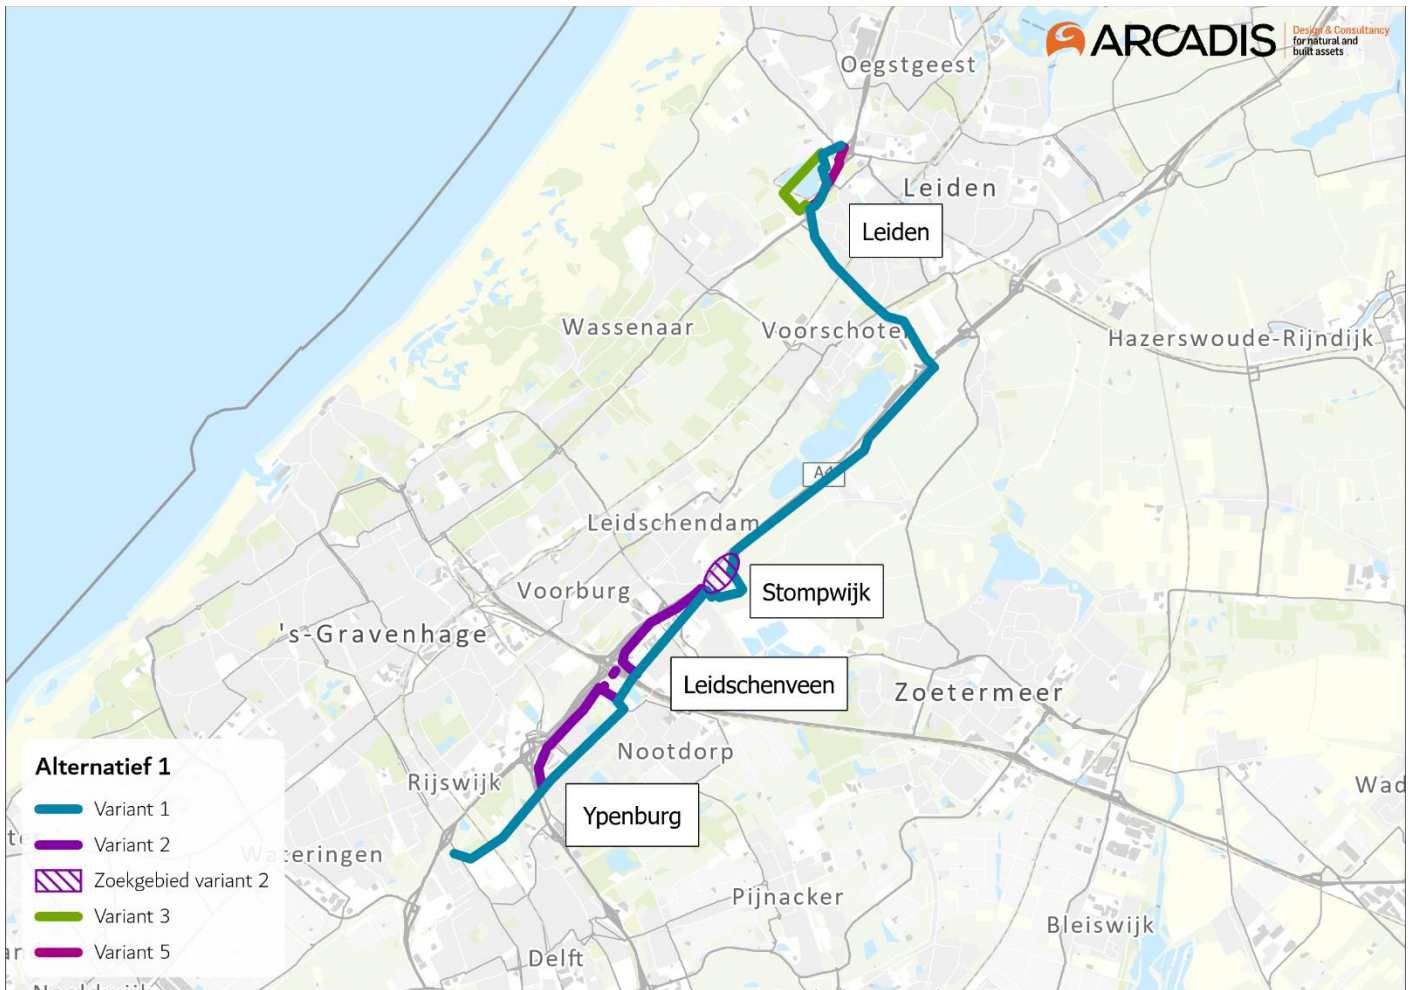 ARCADIS
Design & Consultancy
for natural and
built assets
Oegstgeest
Leiden
Leiden
Wassenaar
Voorschoten
Hazerswoude-Rijndijk
A4
Leidschendam
Voorburg
Stompwijk
's-Gravenhage
Leidschenveen
Zoetermeer
Nootdorp
Rijswijk
Ypenburg
Wad
Wateringen
Pijnacker
Bleiswijk
Delft
Alternatief 1
Variant 1
Variant 2
Zoekgebied variant 2
Variant 3
Variant 5